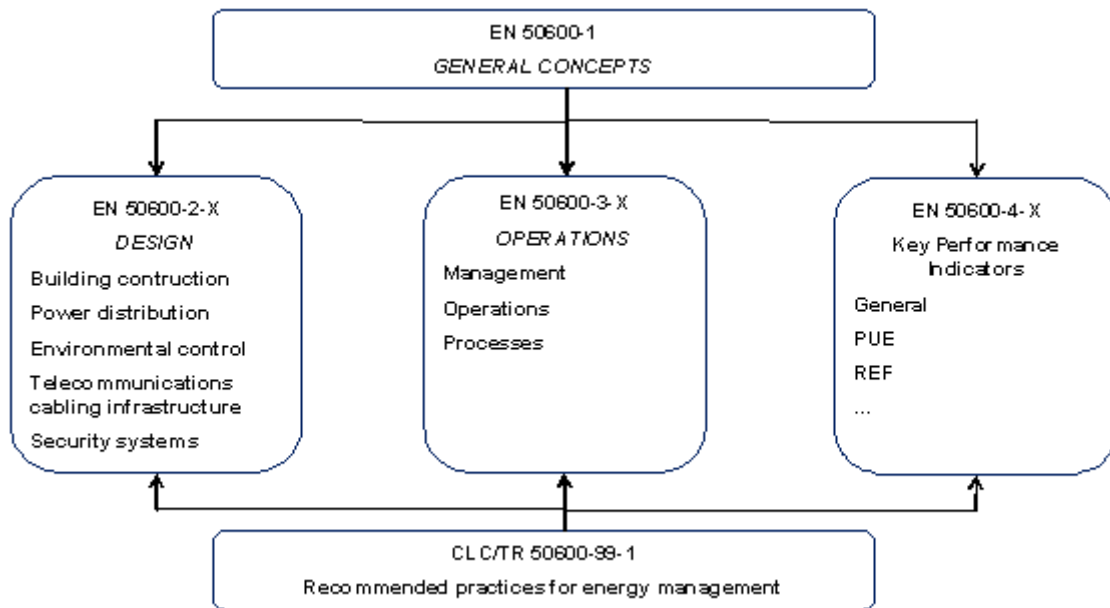 EN 50600-1
GENERAL CONCEPTS
EN 50600-2-X
DESIGN
Building contruction
Power distribution
Environmental control
Telecommunications
cabling infrastructure
Security systems
EN 50600-3-X
OPERATIONS
Management
Operations
Processes
EN 50600-4-X
Key Performance
Indicators
General
PUE
REF
...
CLC/TR 50600-99-1
Recommended practices for energy management